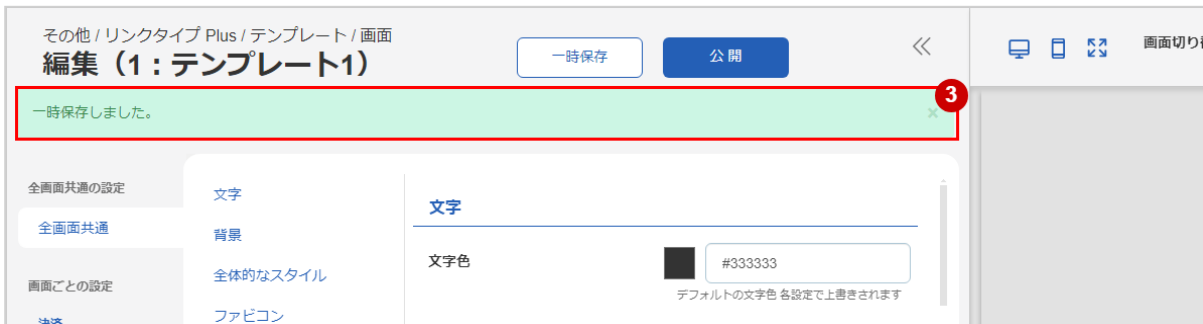 その他 / リンクタイプ Plus / テンプレート / 画面
編集（1：テンプレート1）
一時保存
公開
画面切り
3
一時保存しました。
×
全画面共通の設定
全画面共通
画面ごとの設定
決済
文字
背景
全体的なスタイル
ファビコン
文字
文字色
#333333
デフォルトの文字色 各設定で上書きされます